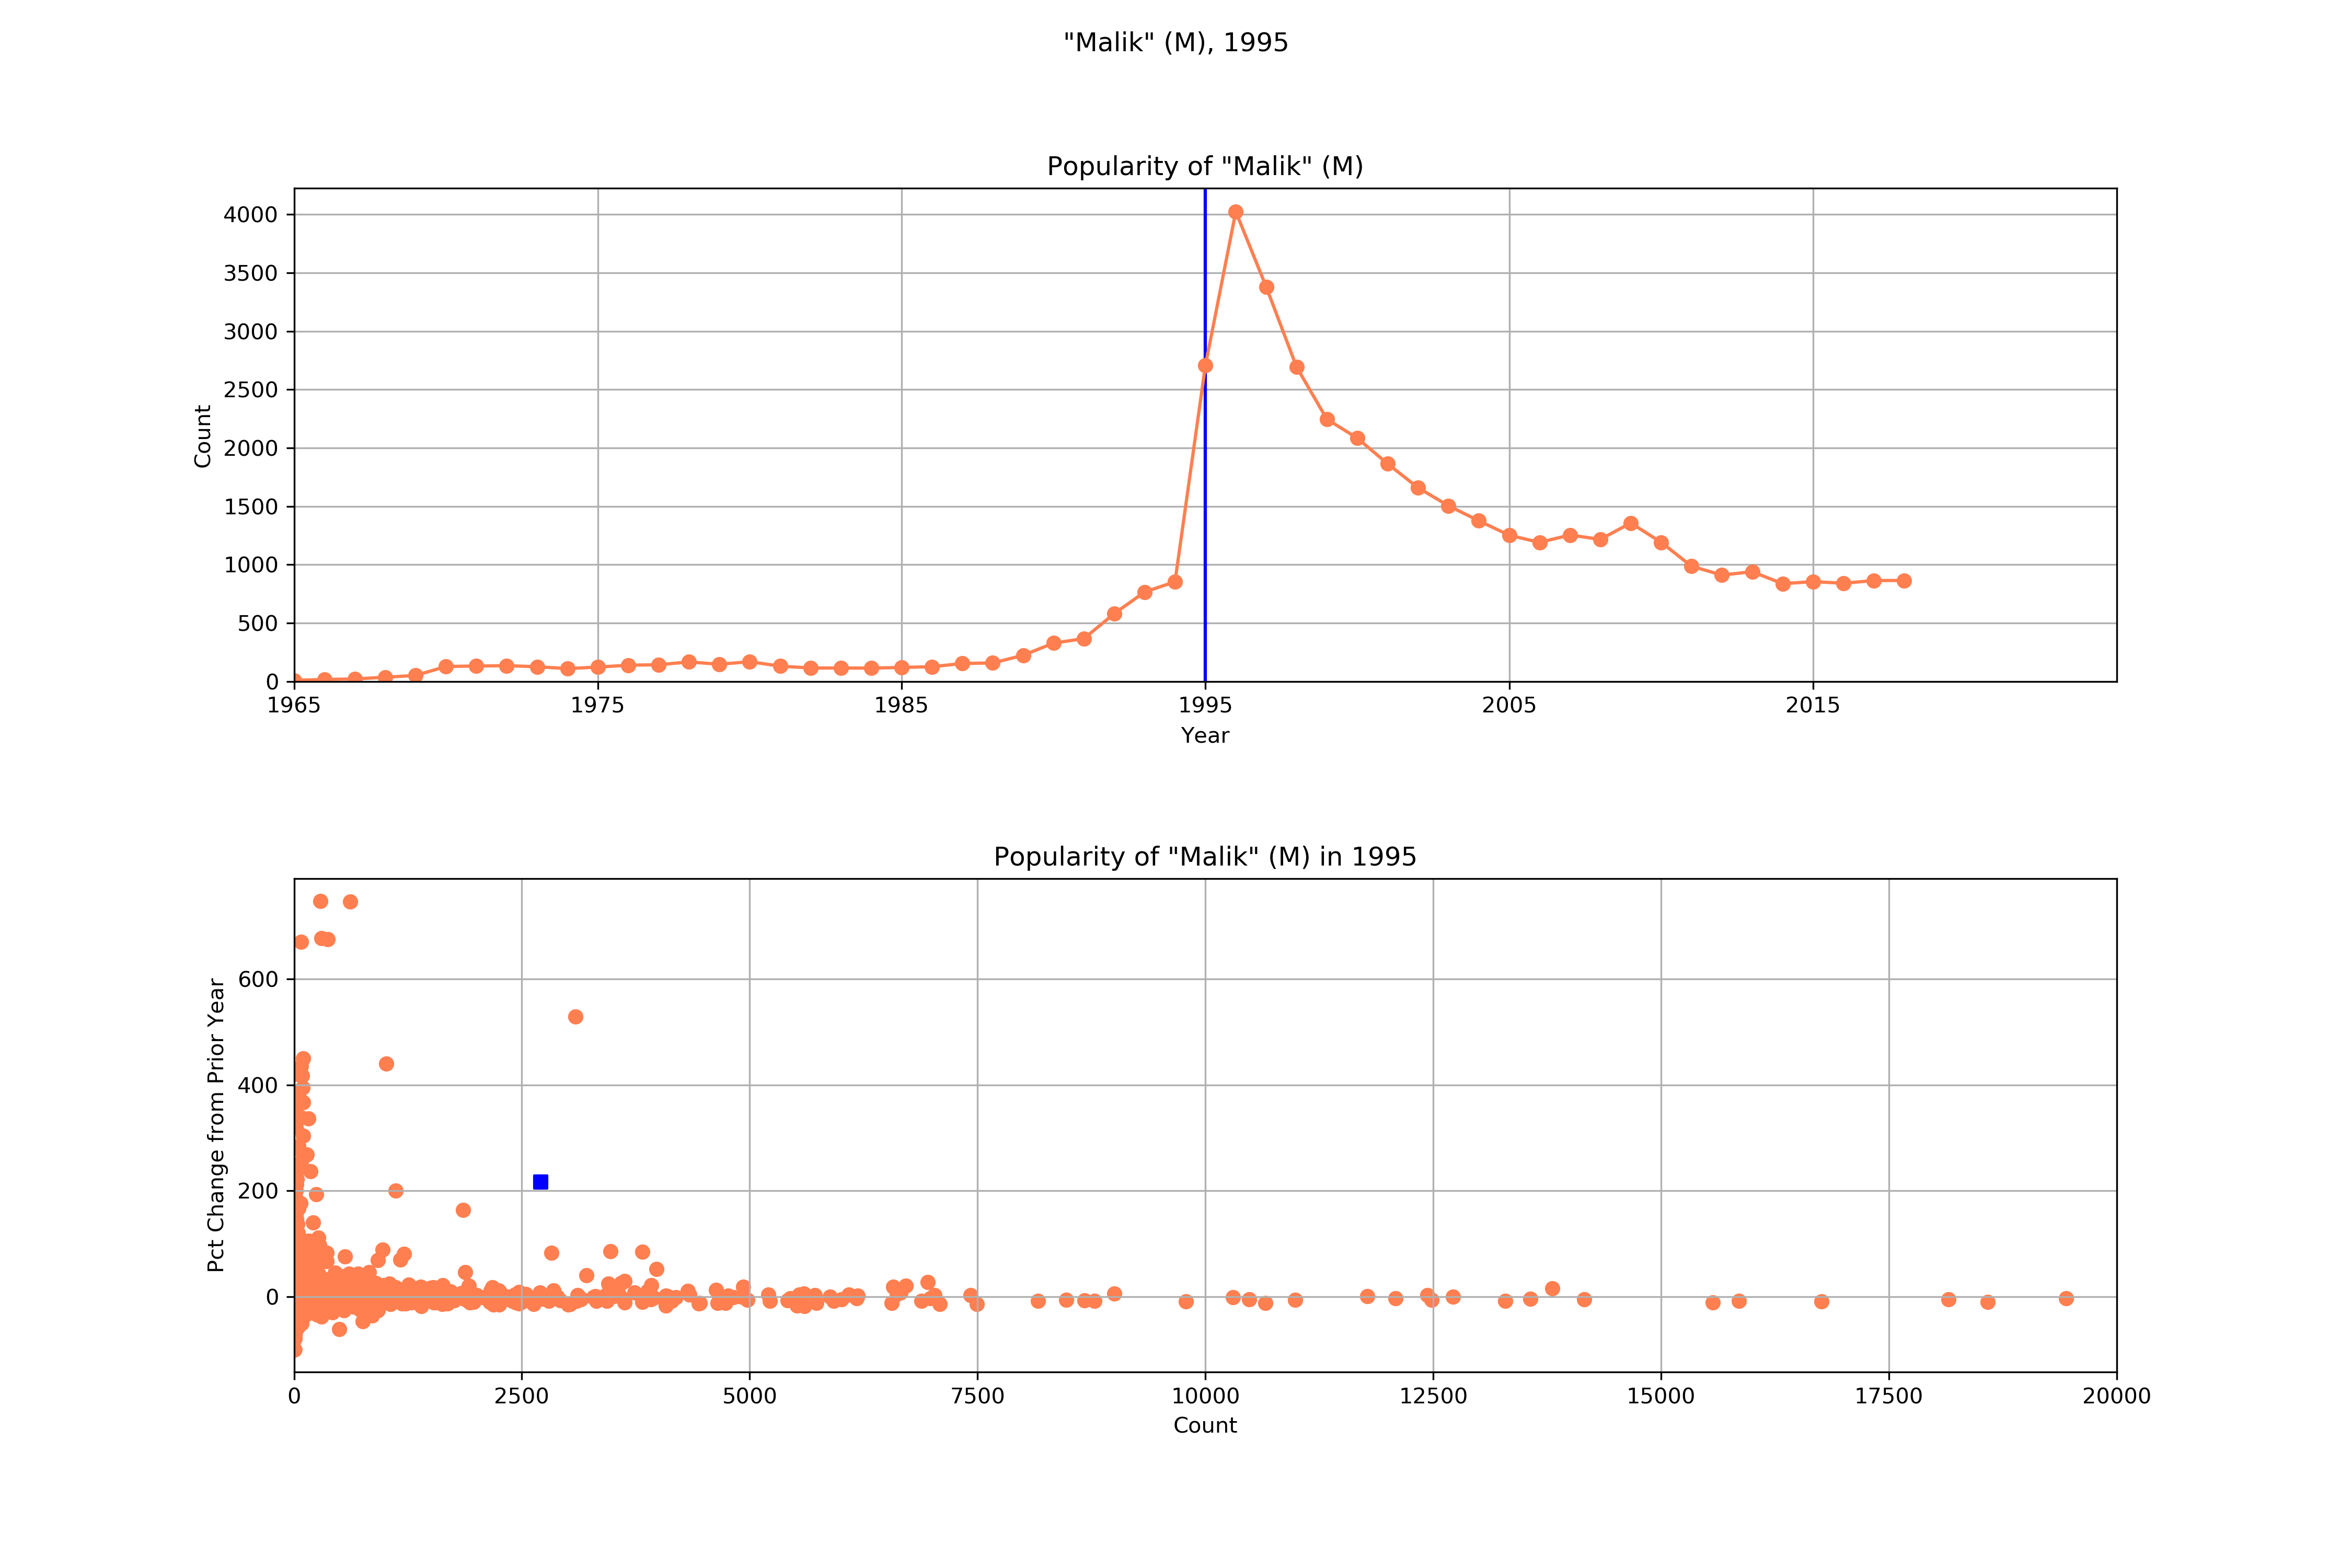 "Malik" (M), 1995
Popularity of "Malik" (M)
4000
3500
3000
2500
2000
1500
1000
500
0
Count
1965 1975 1985 1995 2005 2015
Year
Popularity of "Malik" (M) in 1995
600
400
200
0
Pct Change from Prior Year
0 2500 5000 7500 10000 12500 15000 17500 20000
Count